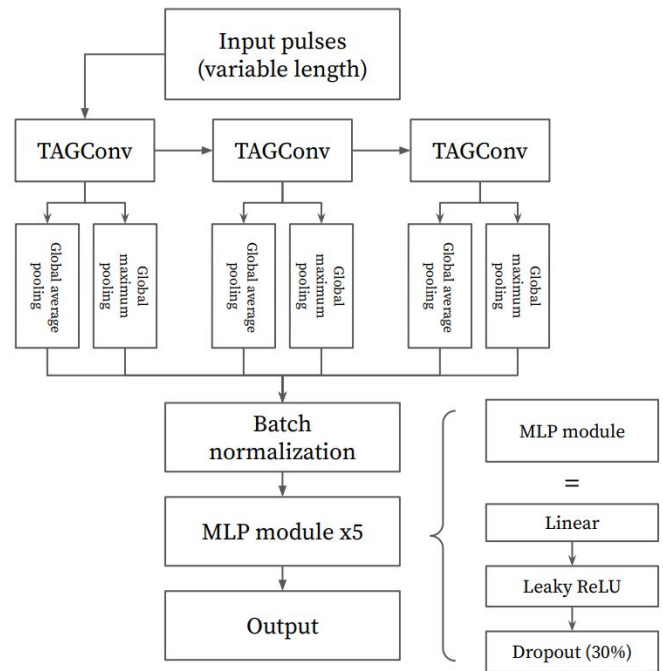 Input pulses
(variable length)
TAGConv
TAGConv
TAGConv
Global average
pooling
Global
maximum
pooling
Global average
pooling
Global
maximum
pooling
Global average
pooling
Global
maximum
pooling
Batch
normalization
MLP module x5
Output
MLP module
=
Linear
Leaky ReLU
Dropout (30%)